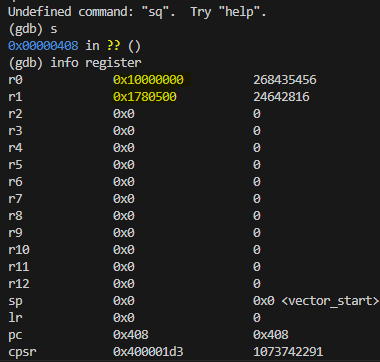 Undefined command: "sq".  Try "help".
(gdb) s
0x00000408 in ?? ()
(gdb) info register
r0 0x10000000 268435456
r1 0x1780500 24642816
r2 0x0 0
r3 0x0 0
r4 0x0 0
r5 0x0 0
r6 0x0 0
r7 0x0 0
r8 0x0 0
r9 0x0 0
r10 0x0 0
r11 0x0 0
r12 0x0 0
sp 0x0 0x0 <vector_start>
lr 0x0 0
pc 0x408 0x408
cpsr 0x400001d3 1073742291